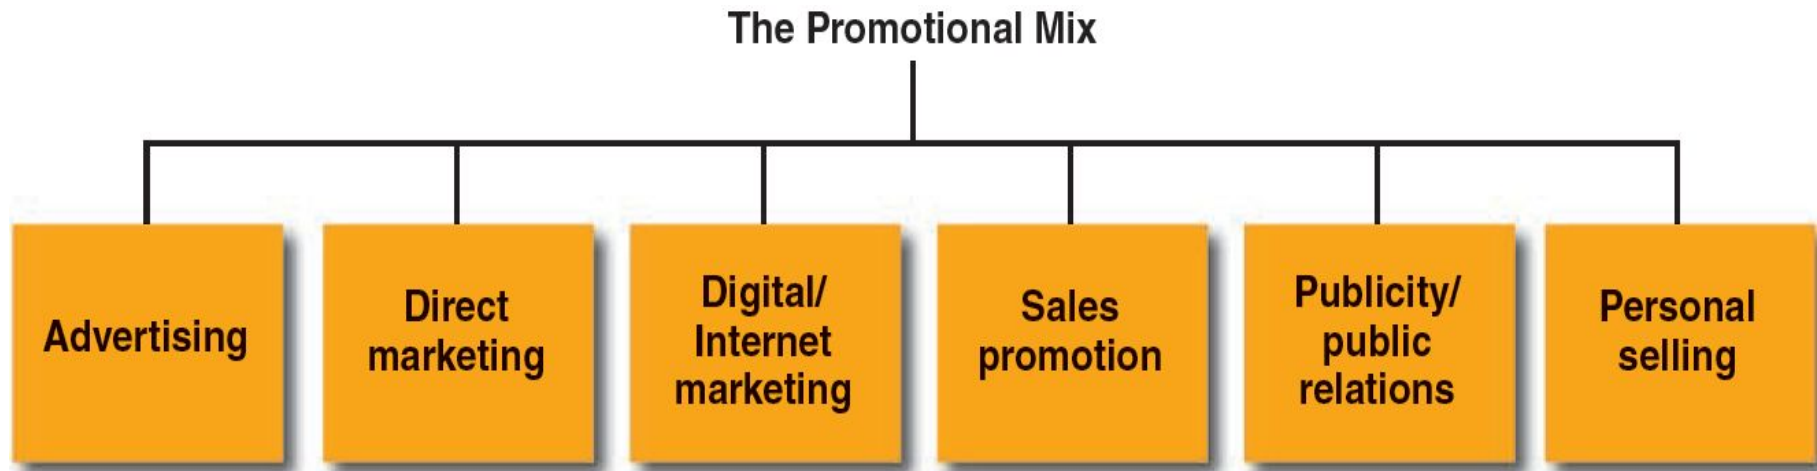 The Promotional Mix
Advertising
Direct
marketing
Digital/
Internet
marketing
Sales
promotion
Publicity/
public
relations
Personal
selling